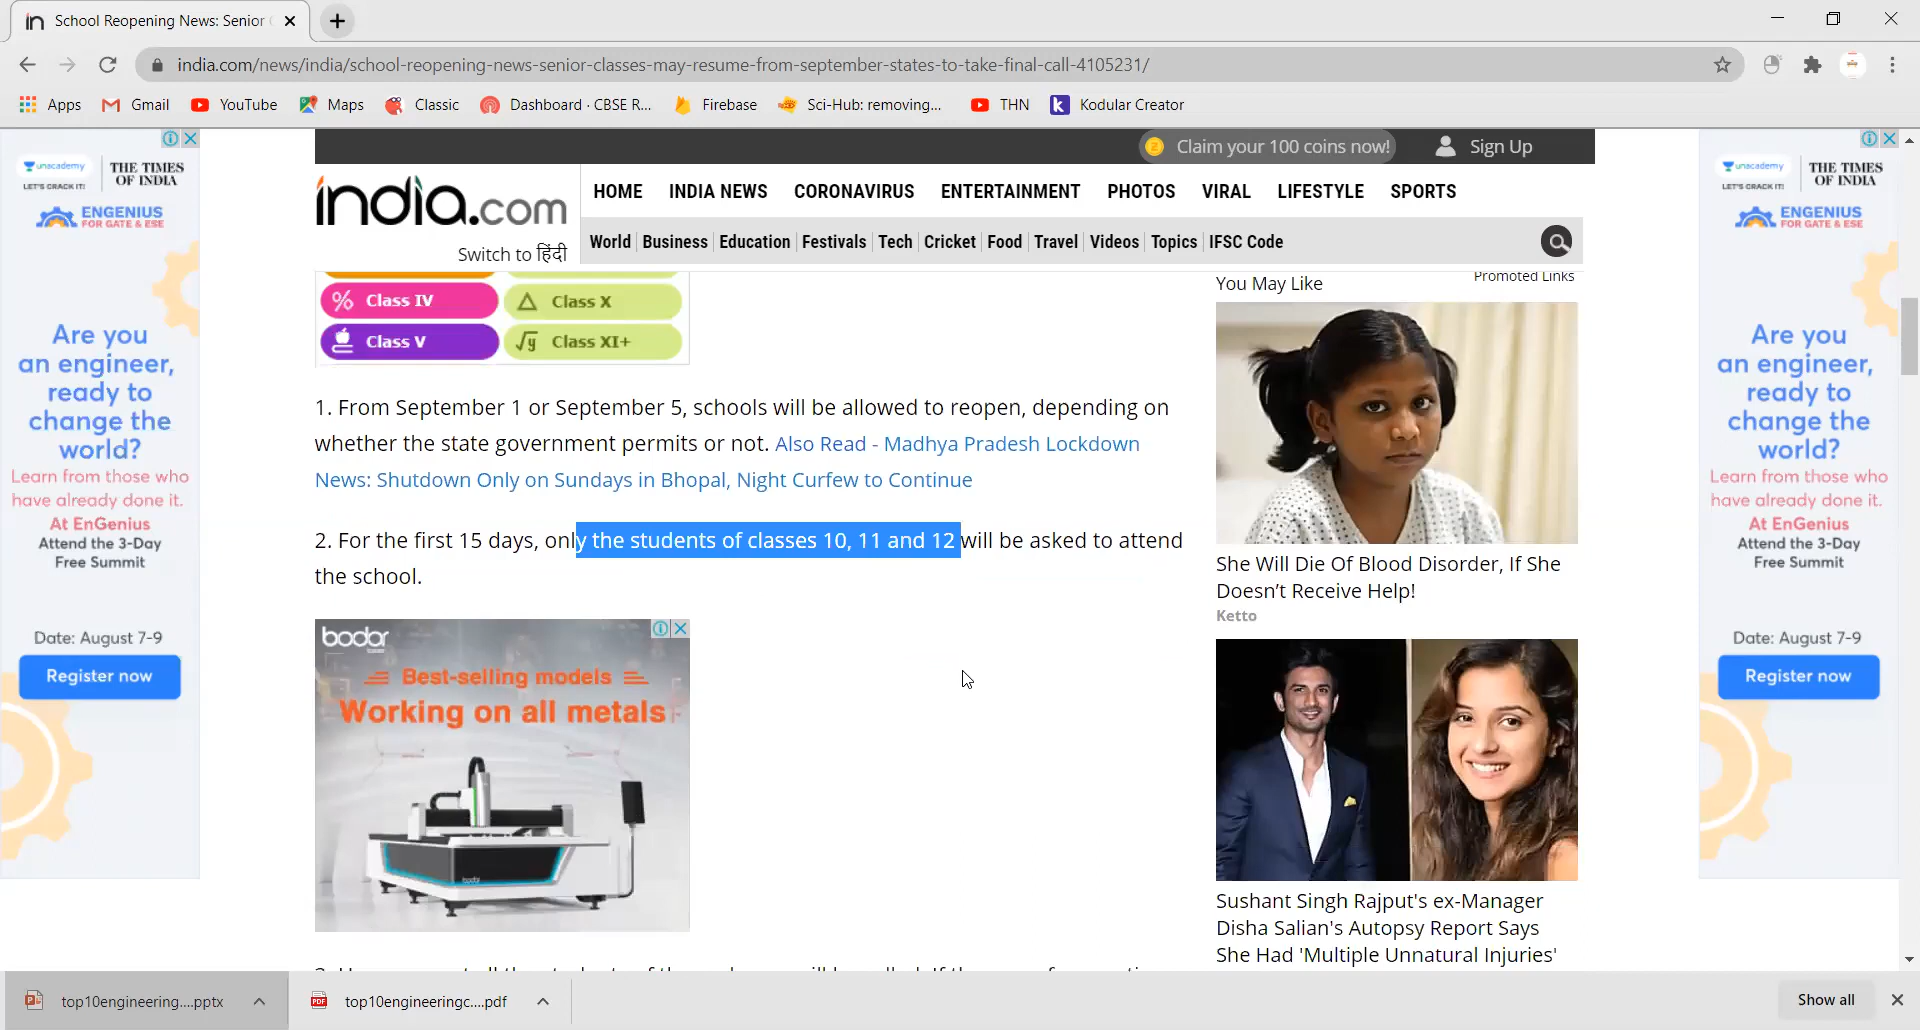 School Reopening News: Senior
india.com/news/india/school-reopening-news-senior-classes-may-resume-from-september-states-to-take-final-call-4105231/
Apps Gmail YouTube Maps Classic Dashboard · CBSE R... Firebase Sci-Hub: removing... THN Kodular Creator
Claim your 100 coins now! Sign Up
india.com
Switch to हिंदी
HOME INDIA NEWS CORONAVIRUS ENTERTAINMENT PHOTOS VIRAL LIFESTYLE SPORTS
World Business Education Festivals Tech Cricket Food Travel Videos Topics IFSC Code
unacademy
LET'S CRACK IT!
THE TIMES
OF INDIA
ENGENIUS
FOR GATE & ESE
Are you
an engineer,
ready to
change the
world?
Learn from those who
have already done it.
At EnGenius
Attend the 3-Day
Free Summit
Date: August 7-9
Register now
Class IV Class X
Class V Class XI+
1. From September 1 or September 5, schools will be allowed to reopen, depending on
whether the state government permits or not. Also Read - Madhya Pradesh Lockdown
News: Shutdown Only on Sundays in Bhopal, Night Curfew to Continue
2. For the first 15 days, only the students of classes 10, 11 and 12 will be asked to attend
the school.
bodor
Best-selling models
Working on all metals
You May Like
Promoted Links
She Will Die Of Blood Disorder, If She
Doesn’t Receive Help!
Ketto
Sushant Singh Rajput's ex-Manager
Disha Salian's Autopsy Report Says
She Had 'Multiple Unnatural Injuries'
unacademy
LET'S CRACK IT!
THE TIMES
OF INDIA
ENGENIUS
FOR GATE & ESE
Are you
an engineer,
ready to
change the
world?
Learn from those who
have already done it.
At EnGenius
Attend the 3-Day
Free Summit
Date: August 7-9
Register now
top10engineering....pptx
top10engineeringc....pdf
Show all